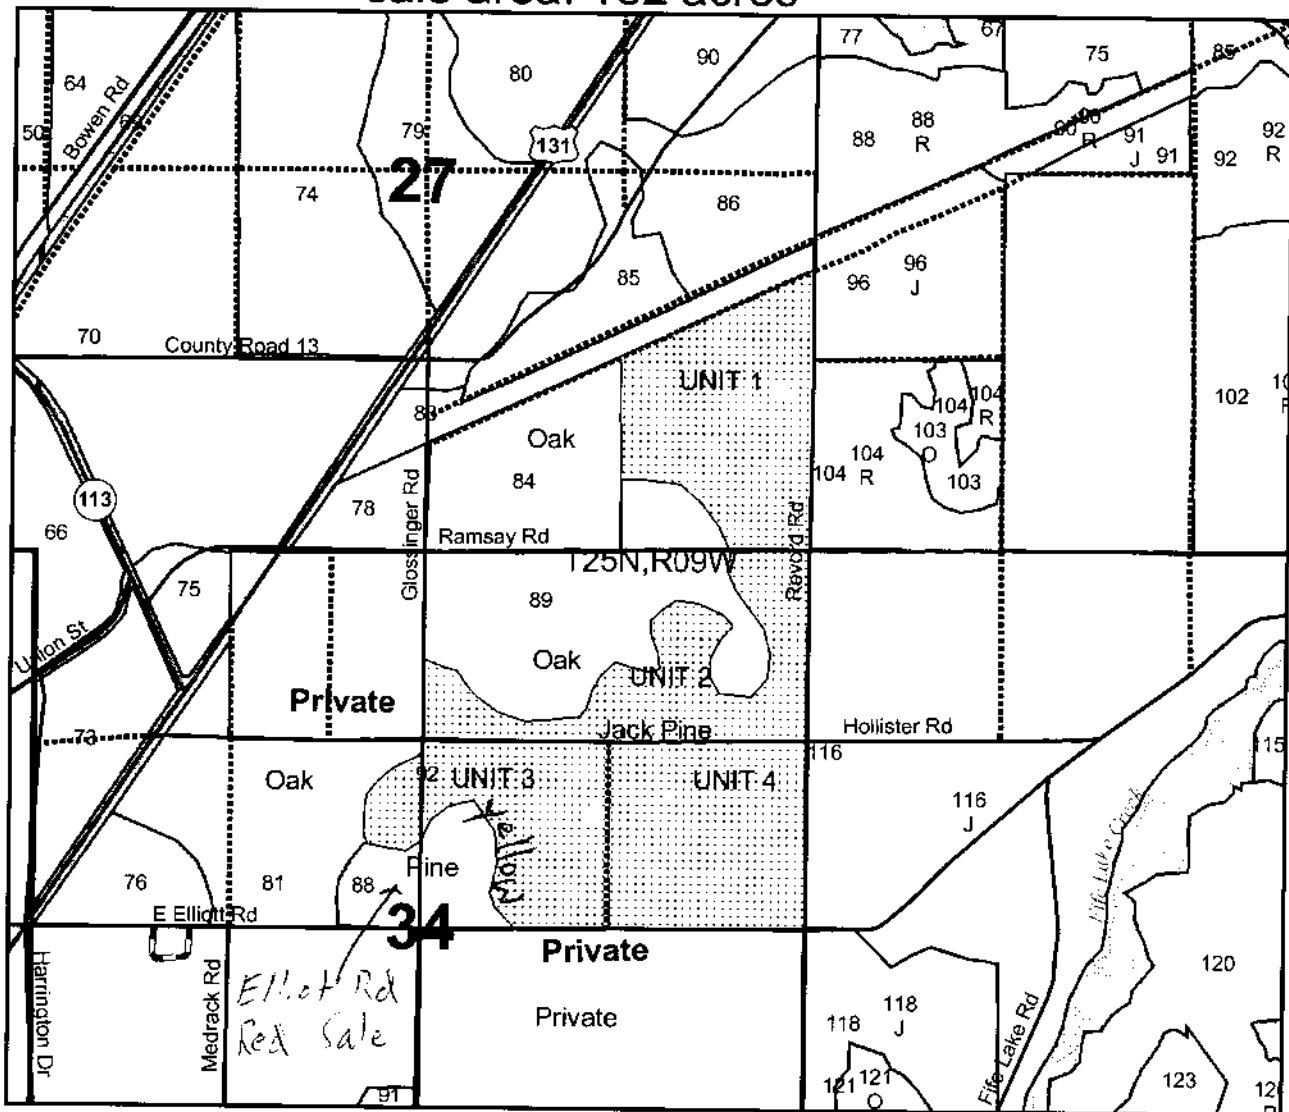 sale area: 182 acres
64
Bowen Rd
50
80
90
77
67
75
85
79
131
88
88
R
90
R
91
J
91
92
92
R
27
74
86
85
96
96
J
70
County Road 13
UNIT 1
83
Oak
84
104
104
R
103
O
103
104
104
R
102
113
66
78
Glossinger Rd
Ramsay Rd
Revord Rd
T25N,R09W
75
89
Union St
Oak
UNIT 2
Private
73
Jack Pine
Hollister Rd
116
115
Oak
92
UNIT 3
UNIT 4
116
J
Yellow
Fife Lake Creek
Pine
76
81
88
E Elliott Rd
34
Private
120
Harrington Dr
Medrack Rd
Elliot Rd
Red Sale
Private
118
118
J
Fife Lake Rd
91
121
121
O
123